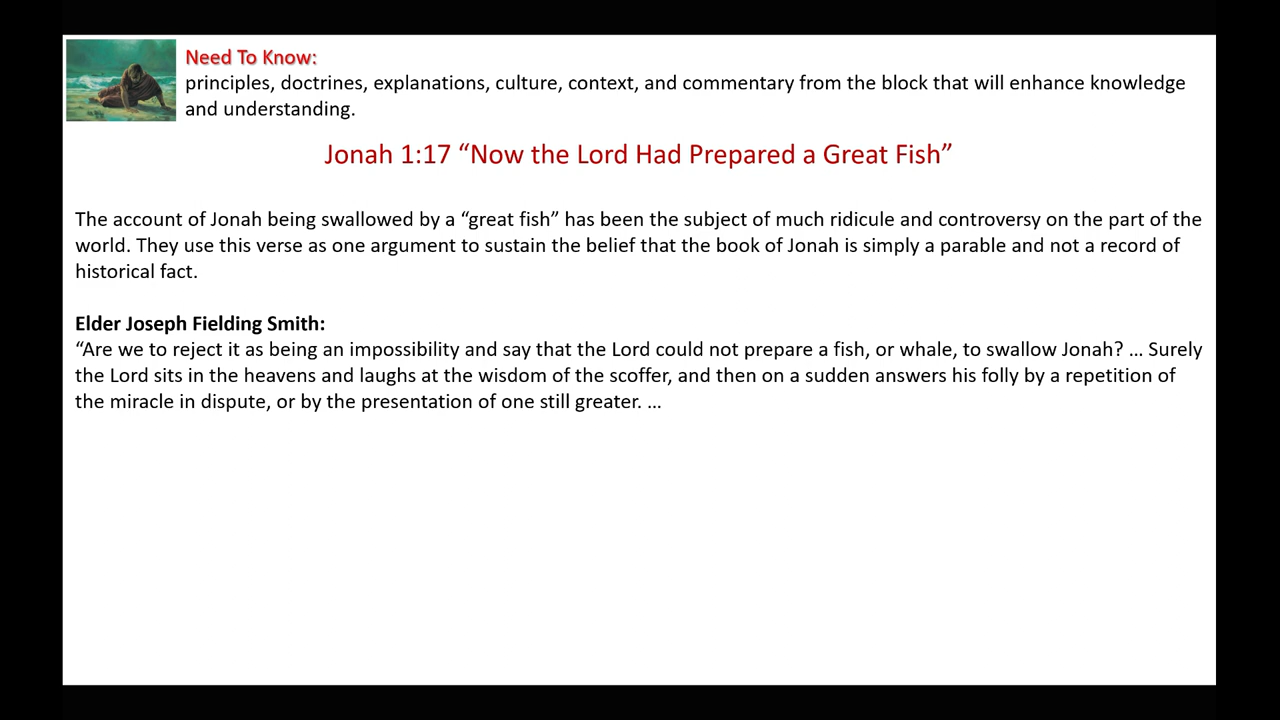 Need To Know:
principles, doctrines, explanations, culture, context, and commentary from the block that will enhance knowledge
and understanding.
Jonah 1:17 “Now the Lord Had Prepared a Great Fish”
The account of Jonah being swallowed by a “great fish” has been the subject of much ridicule and controversy on the part of the
world. They use this verse as one argument to sustain the belief that the book of Jonah is simply a parable and not a record of
historical fact.
Elder Joseph Fielding Smith:
“Are we to reject it as being an impossibility and say that the Lord could not prepare a fish, or whale, to swallow Jonah? … Surely
the Lord sits in the heavens and laughs at the wisdom of the scoffer, and then on a sudden answers his folly by a repetition of
the miracle in dispute, or by the presentation of one still greater. …